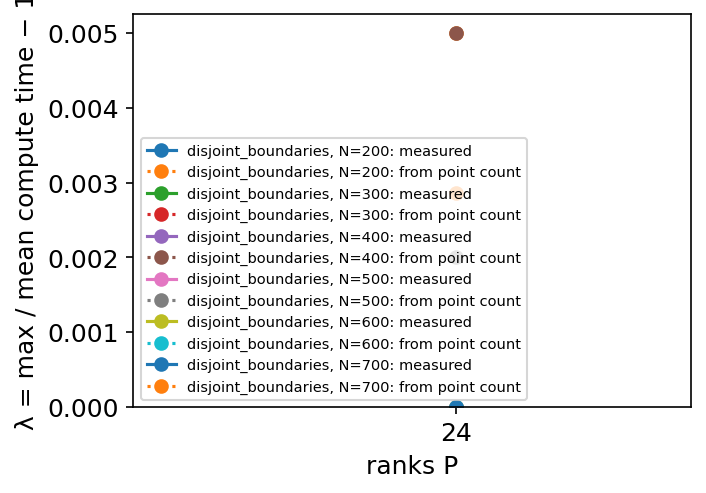 0.005
0.004
0.003
0.002
0.001
0.000
λ = max / mean compute time − 1
disjoint_boundaries, N=200: measured
disjoint_boundaries, N=200: from point count
disjoint_boundaries, N=300: measured
disjoint_boundaries, N=300: from point count
disjoint_boundaries, N=400: measured
disjoint_boundaries, N=400: from point count
disjoint_boundaries, N=500: measured
disjoint_boundaries, N=500: from point count
disjoint_boundaries, N=600: measured
disjoint_boundaries, N=600: from point count
disjoint_boundaries, N=700: measured
disjoint_boundaries, N=700: from point count
24
ranks P